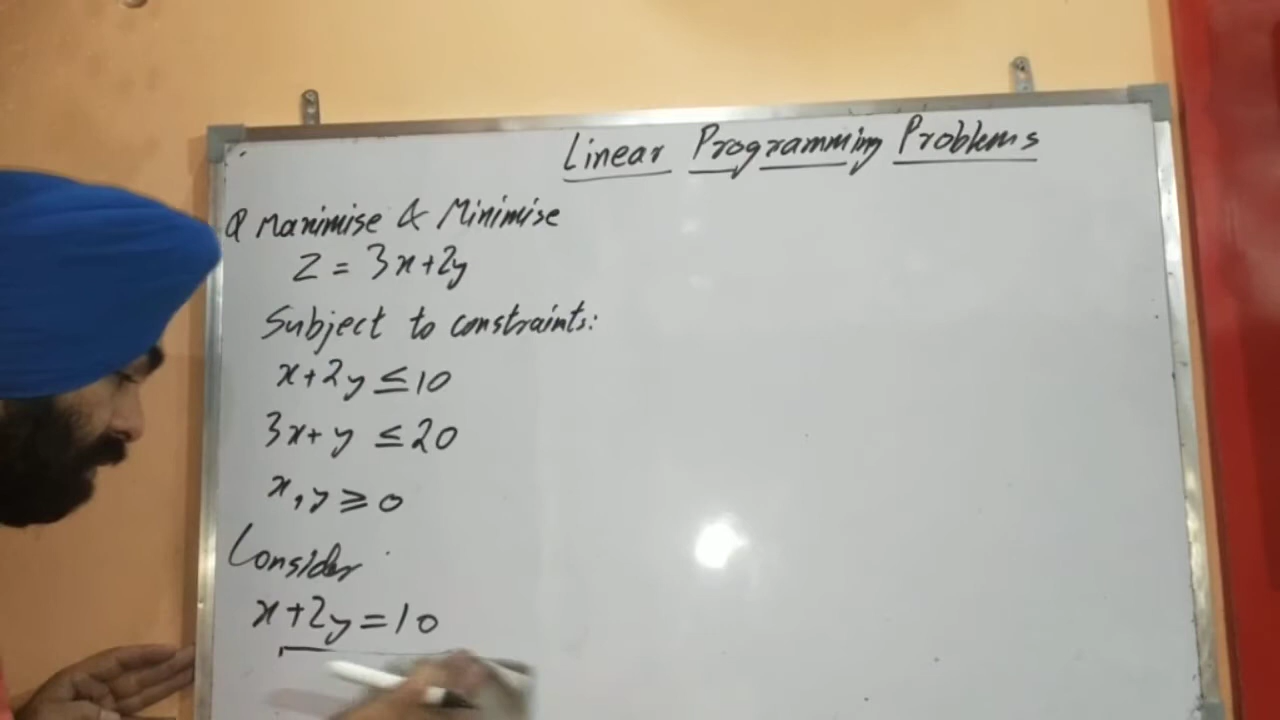 Linear Programming Problems
Q Maximise & Minimise
Z = 3x+2y
Subject to constraints:
x+2y ≤ 10
3x+y ≤ 20
x,y ≥ 0
Consider
x+2y = 10